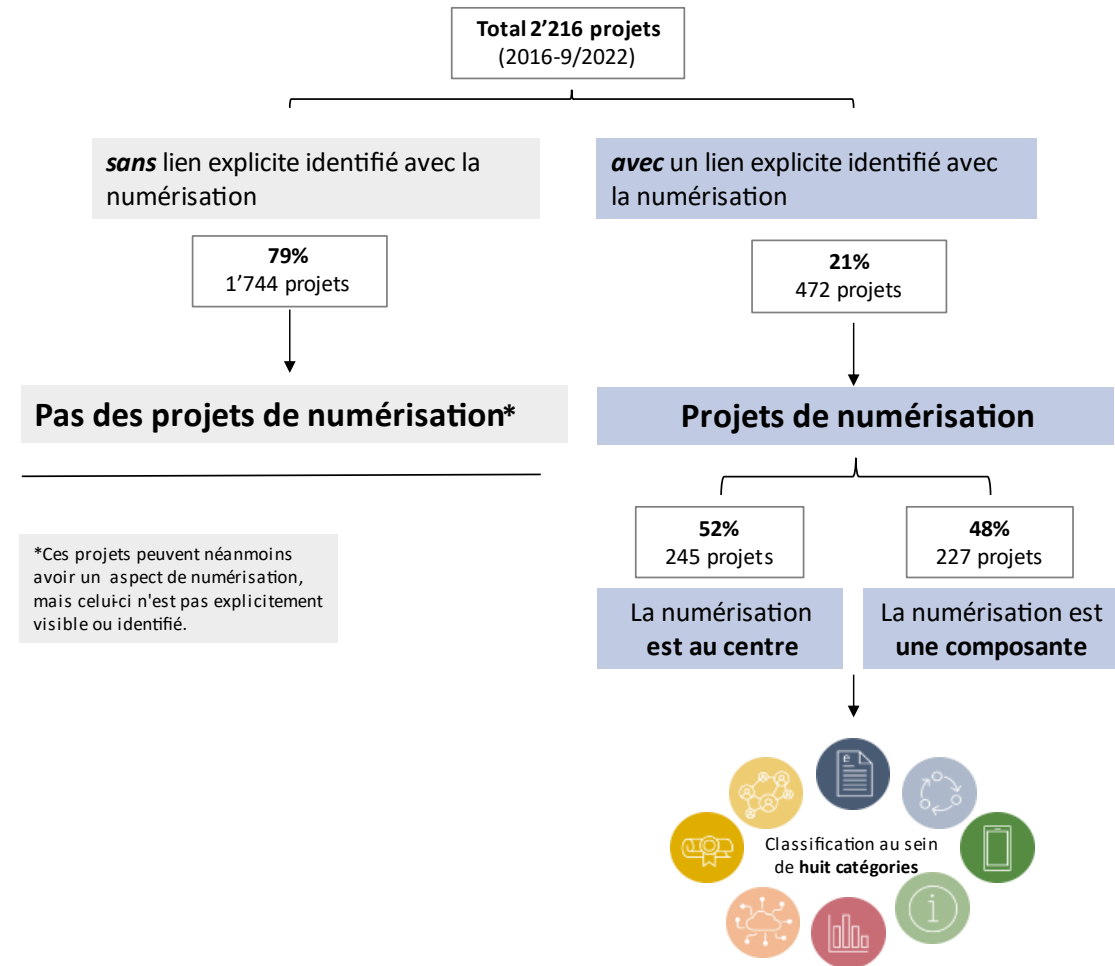 Total 2’216 projets
(2016-9/2022)
sans lien explicite identifié avec la
numérisation
avec un lien explicite identifié avec
la numérisation
79%
1’744 projets
21%
472 projets
Pas des projets de numérisation*
Projets de numérisation
52%
245 projets
48%
227 projets
*Ces projets peuvent néanmoins
avoir un aspect de numérisation,
mais celui-ci n'est pas explicitement
visible ou identifié.
La numérisation
est au centre
La numérisation est
une composante
e
Classification au sein
de huit catégories
i